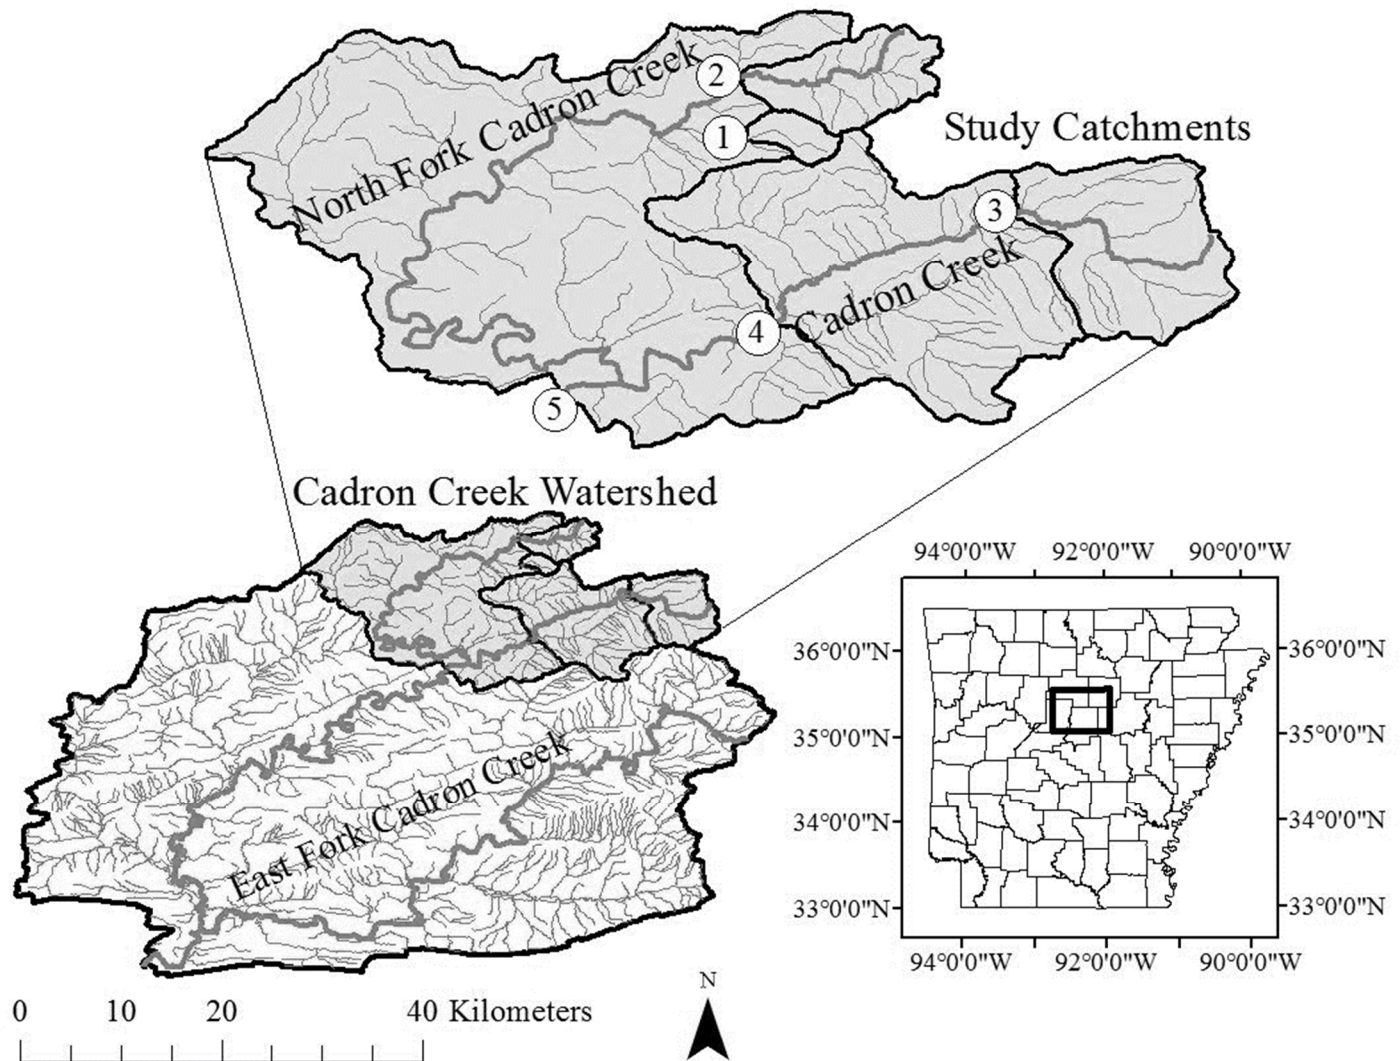 North Fork Cadron Creek
2
1
Study Catchments
3
Cadron Creek
4
5
Cadron Creek Watershed
East Fork Cadron Creek
94°0'0"W 92°0'0"W 90°0'0"W
36°0'0"N 36°0'0"N
35°0'0"N 35°0'0"N
34°0'0"N 34°0'0"N
33°0'0"N 33°0'0"N
94°0'0"W 92°0'0"W 90°0'0"W
N
0 10 20 40 Kilometers